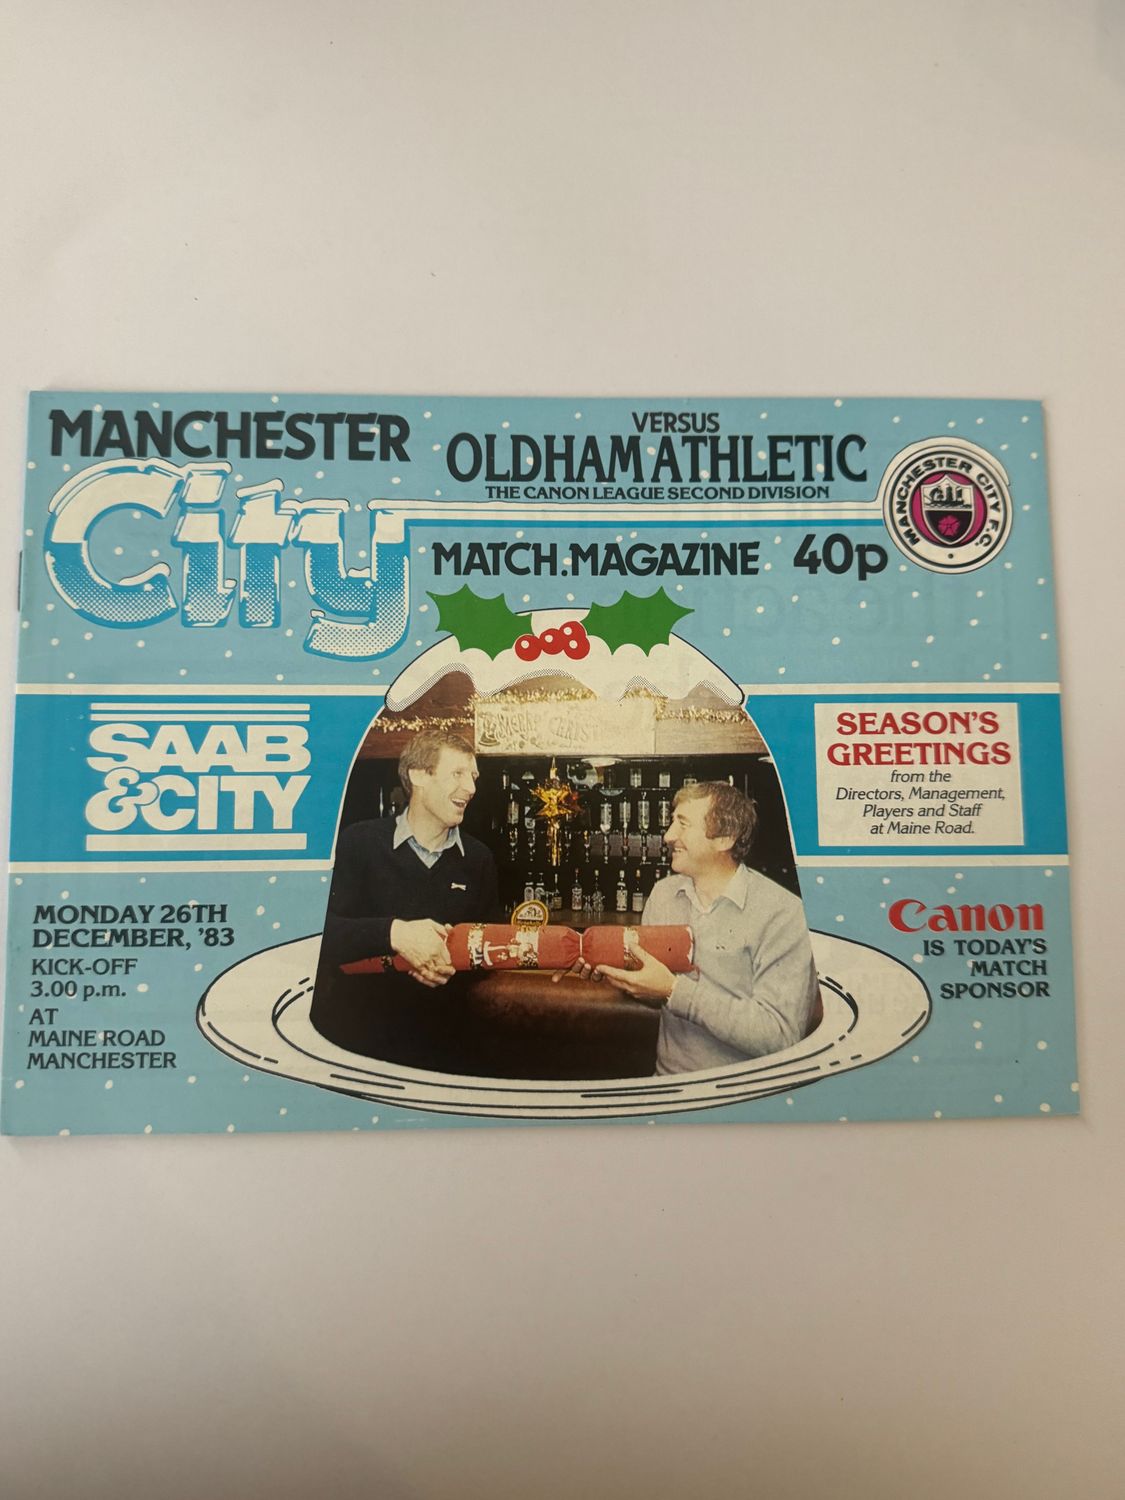 MANCHESTER
City
VERSUS
OLDHAM ATHLETIC
THE CANON LEAGUE SECOND DIVISION
MATCH.MAGAZINE 40p
MANCHESTER CITY F.C.
SAAB
&CITY
MERRY CHRISTMAS
SEASON'S
GREETINGS
from the
Directors, Management,
Players and Staff
at Maine Road.
MONDAY 26TH
DECEMBER, '83
KICK-OFF
3.00 p.m.
AT
MAINE ROAD
MANCHESTER
Canon
IS TODAY'S
MATCH
SPONSOR